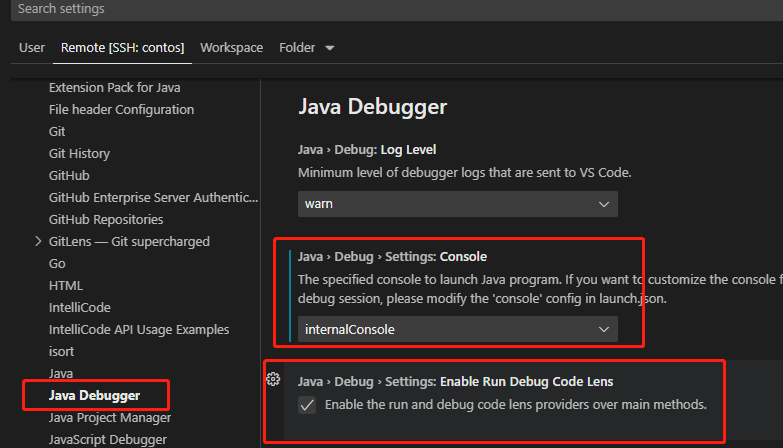 Search settings
User Remote [SSH: contos] Workspace Folder
Extension Pack for Java
File header Configuration
Git
Git History
GitHub
GitHub Enterprise Server Authentic...
GitHub Repositories
GitLens — Git supercharged
Go
HTML
IntelliCode
IntelliCode API Usage Examples
isort
Java
Java Debugger
Java Project Manager
JavaScript Debugger
Java Debugger
Java › Debug: Log Level
Minimum level of debugger logs that are sent to VS Code.
warn
Java › Debug › Settings: Console
The specified console to launch Java program. If you want to customize the console f
debug session, please modify the 'console' config in launch.json.
internalConsole
Java › Debug › Settings: Enable Run Debug Code Lens
Enable the run and debug code lens providers over main methods.